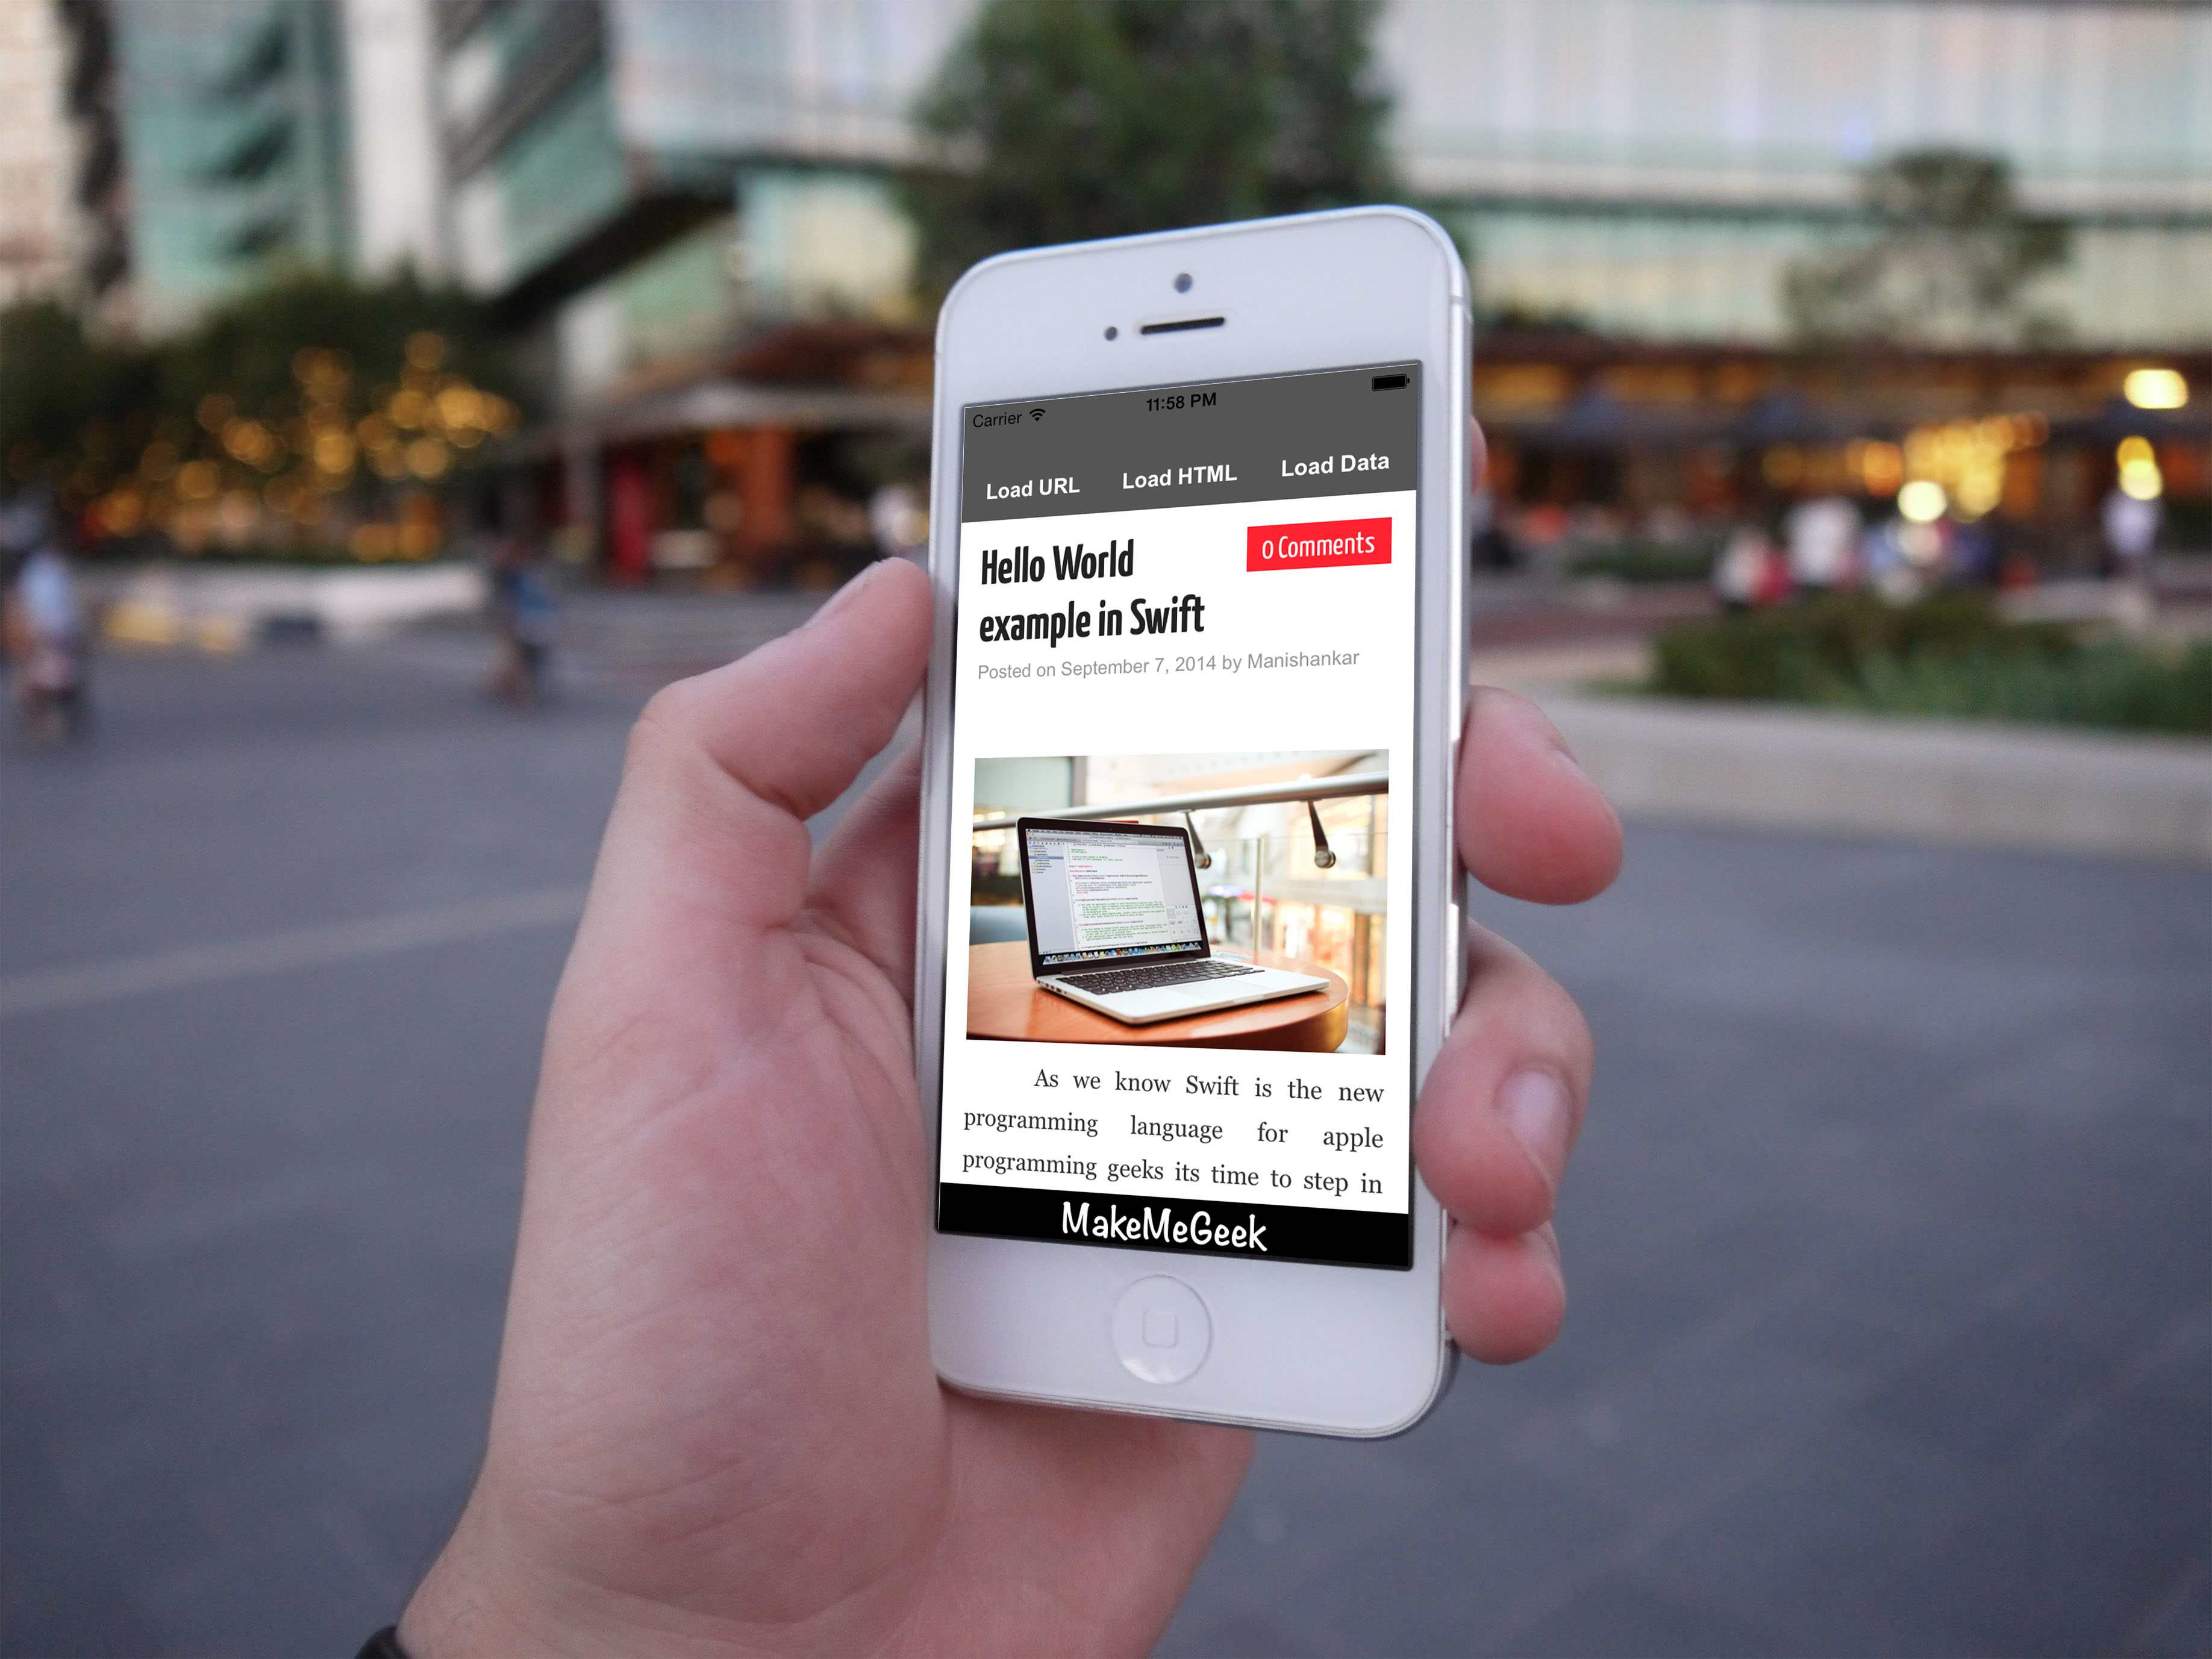 Carrier 11:58 PM
Load URL Load HTML Load Data
Hello World 0 Comments
example in Swift
Posted on September 7, 2014 by Manishankar
As we know Swift is the new
programming language for apple
programming geeks its time to step in
MakeMeGeek